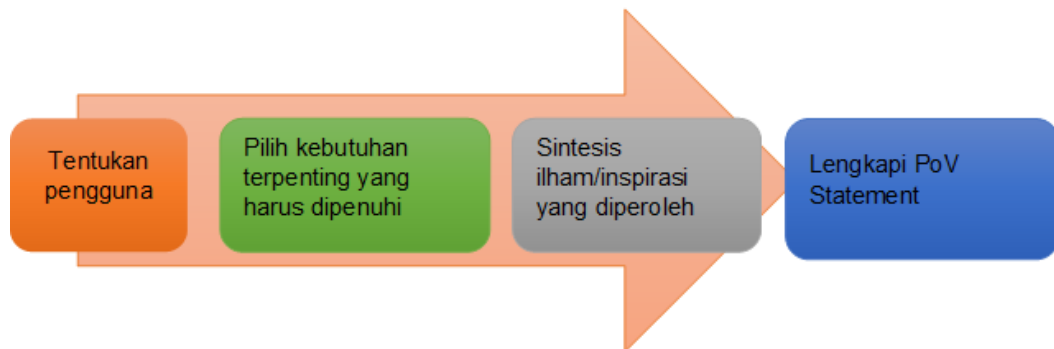 Tentukan
pengguna
Pilih kebutuhan
terpenting yang
harus dipenuhi
Sintesis
ilham/inspirasi
yang diperoleh
Lengkapi PoV
Statement